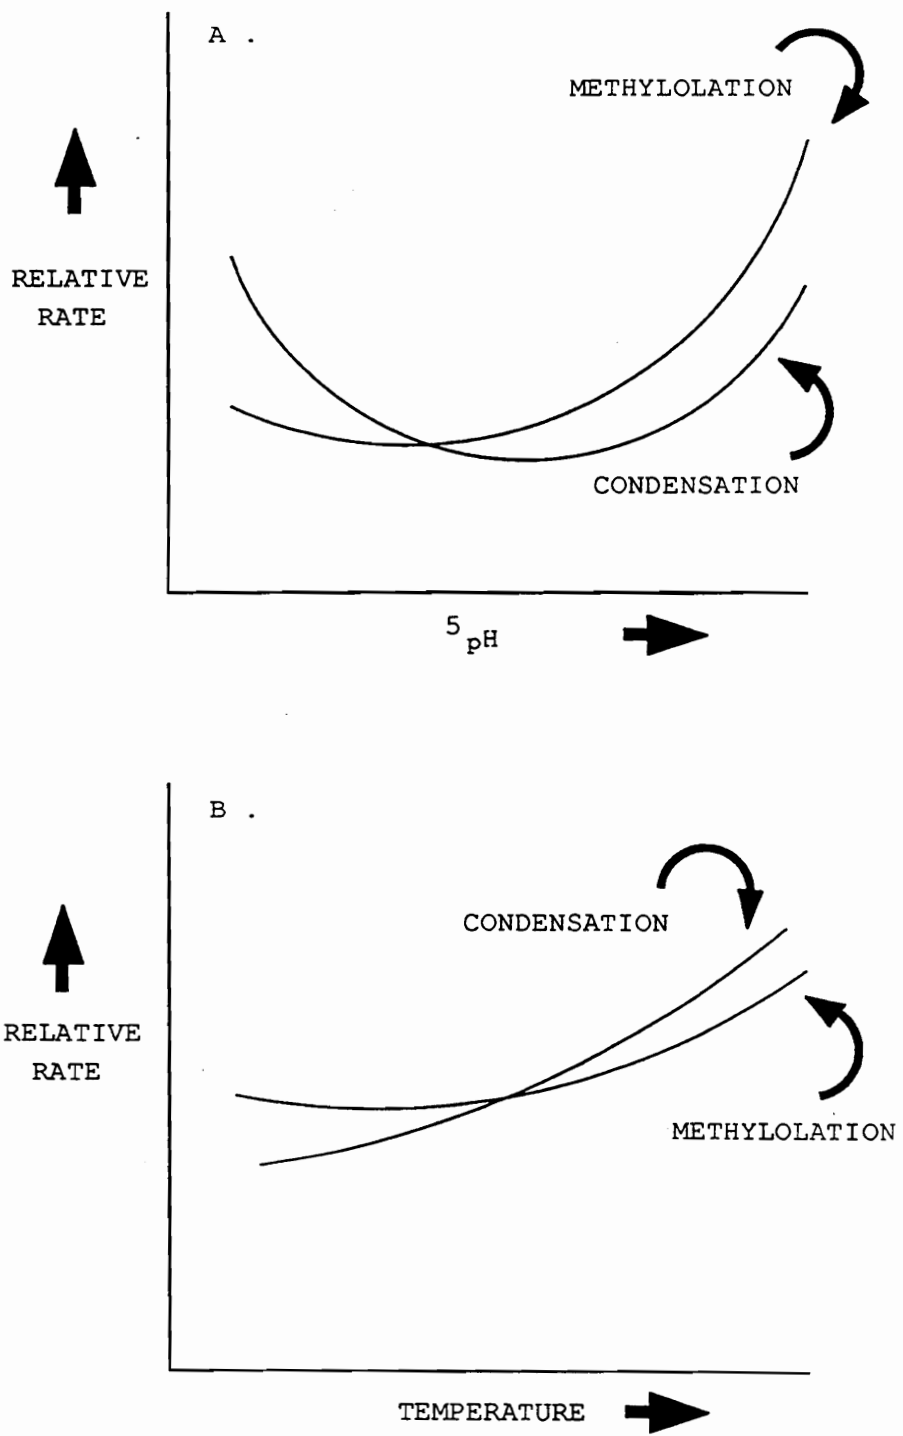 A .
METHYLOLATION
RELATIVE
RATE
CONDENSATION
5
pH
B .
CONDENSATION
RELATIVE
RATE
METHYLOLATION
TEMPERATURE